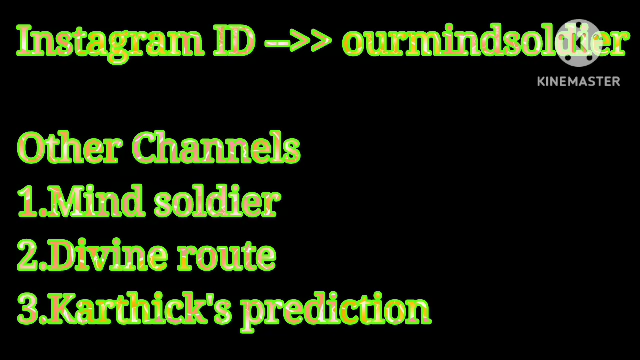 Instagram ID -->> ourmindsoldier
KINEMASTER
Other Channels
1.Mind soldier
2.Divine route
3.Karthick's prediction